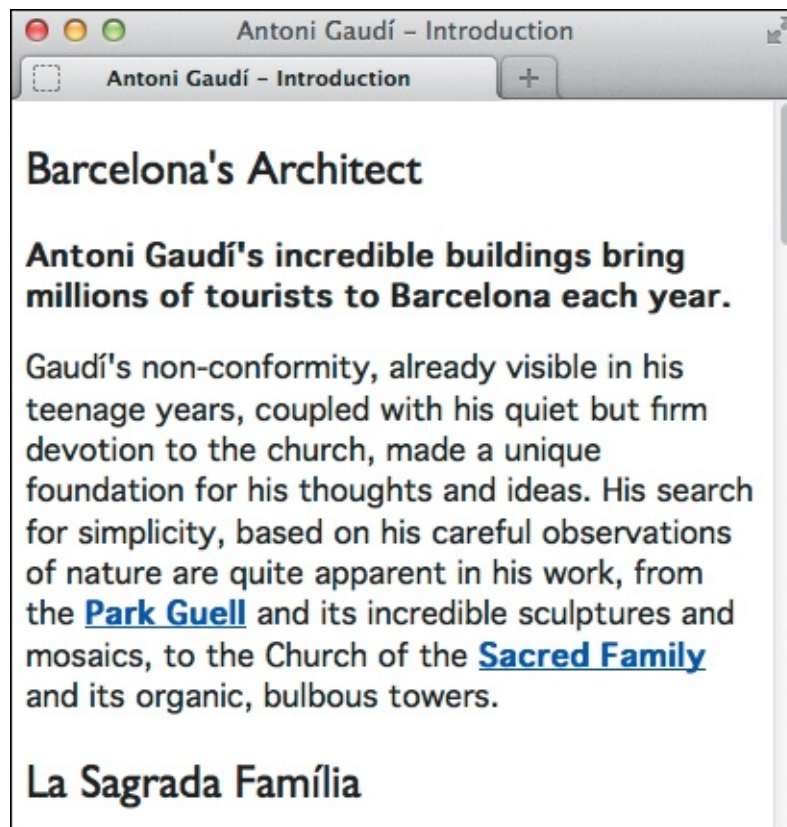 Antoni Gaudí – Introduction
Antoni Gaudí – Introduction
Barcelona's Architect
Antoni Gaudí's incredible buildings bring
millions of tourists to Barcelona each year.
Gaudí's non-conformity, already visible in his
teenage years, coupled with his quiet but firm
devotion to the church, made a unique
foundation for his thoughts and ideas. His search
for simplicity, based on his careful observations
of nature are quite apparent in his work, from
the Park Guell and its incredible sculptures and
mosaics, to the Church of the Sacred Family
and its organic, bulbous towers.
La Sagrada Família